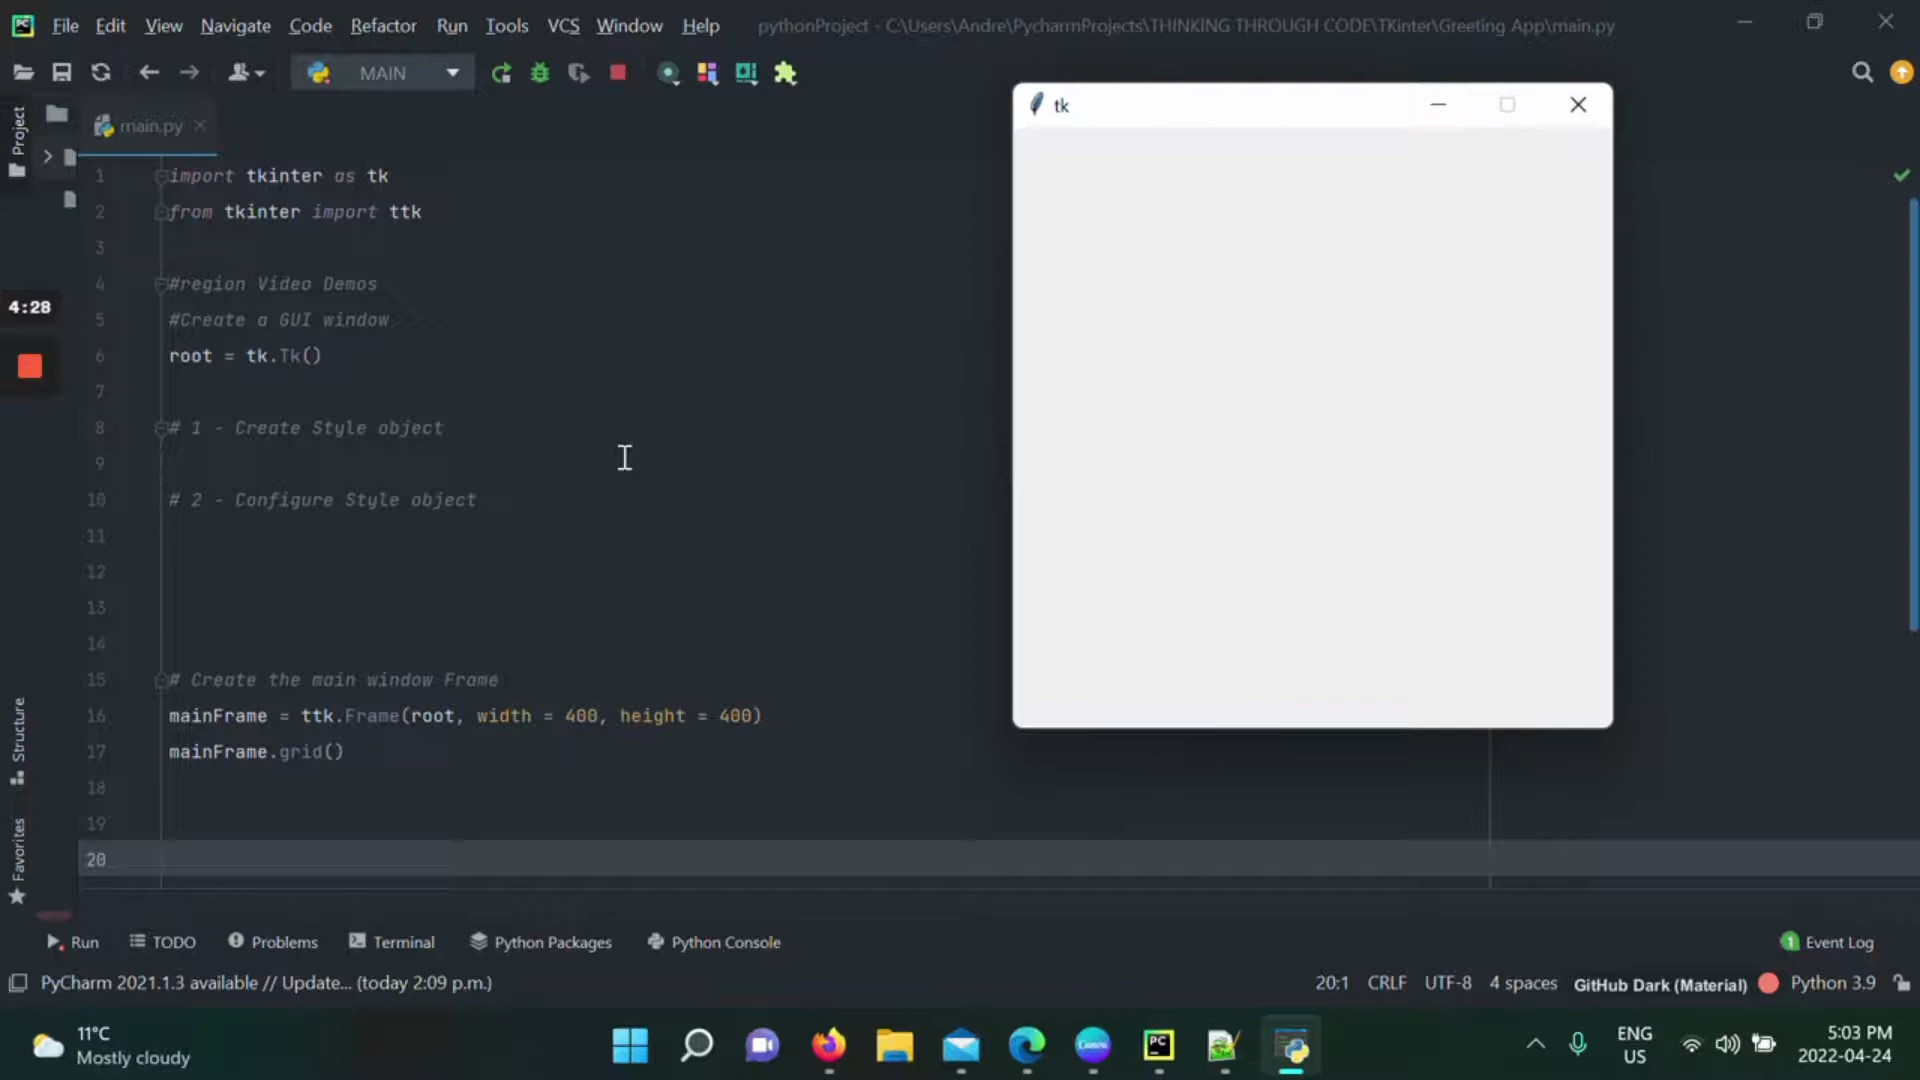 File Edit View Navigate Code Refactor Run Tools VCS Window Help pythonProject - C:\Users\Andre\PycharmProjects\THINKING THROUGH CODE\TKinter\Greeting App\main.py
MAIN
Project
main.py
tk
1 import tkinter as tk
2 from tkinter import ttk
3
4 #region Video Demos
4:28
5 #Create a GUI window
6 root = tk.Tk()
7
8 # 1 - Create Style object
9
10 # 2 - Configure Style object
11
12
13
14
15 # Create the main window Frame
16 mainFrame = ttk.Frame(root, width = 400, height = 400)
17 mainFrame.grid()
18
19
20
Structure
Favorites
Run TODO Problems Terminal Python Packages Python Console 1 Event Log
PyCharm 2021.1.3 available // Update... (today 2:09 p.m.) 20:1 CRLF UTF-8 4 spaces GitHub Dark (Material) Python 3.9
11°C
Mostly cloudy
Canva
PC
ENG
US
5:03 PM
2022-04-24